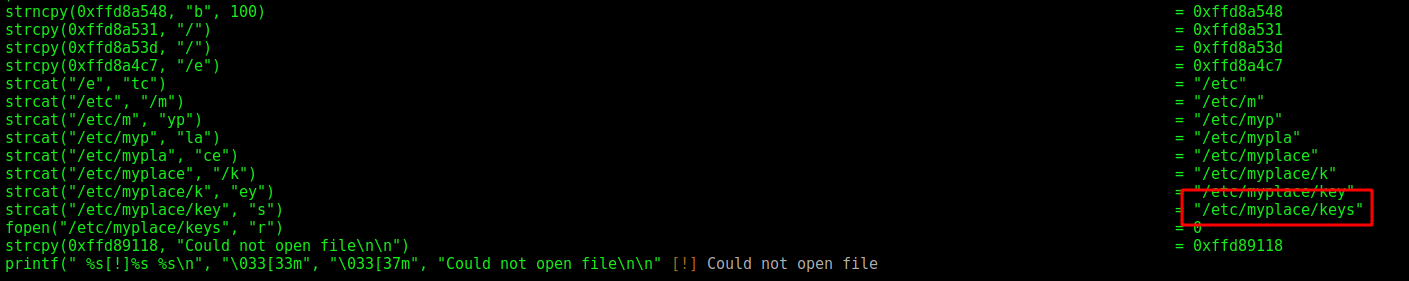 strncpy(0xffd8a548, "b", 100) = 0xffd8a548
strcpy(0xffd8a531, "/") = 0xffd8a531
strcpy(0xffd8a53d, "/") = 0xffd8a53d
strcpy(0xffd8a4c7, "/e") = 0xffd8a4c7
strcat("/e", "tc") = "/etc"
strcat("/etc", "/m") = "/etc/m"
strcat("/etc/m", "yp") = "/etc/myp"
strcat("/etc/myp", "la") = "/etc/mypla"
strcat("/etc/mypla", "ce") = "/etc/myplace"
strcat("/etc/myplace", "/k") = "/etc/myplace/k"
strcat("/etc/myplace/k", "ey") = "/etc/myplace/key"
strcat("/etc/myplace/key", "s") = "/etc/myplace/keys"
fopen("/etc/myplace/keys", "r") = 0
strcpy(0xffd89118, "Could not open file\n\n") = 0xffd89118
printf(" %s[!]%s %s\n", "\033[33m", "\033[37m", "Could not open file\n\n" [!] Could not open file